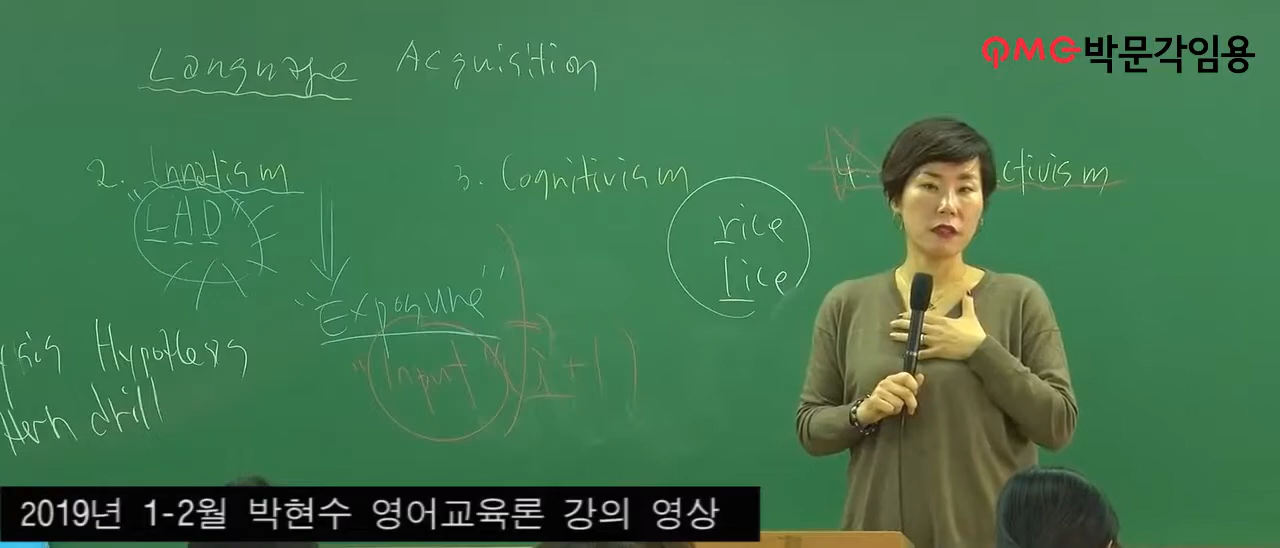 PMG박문각임용
Language Acquisition
2. Innatism
"LAD"
3. Cognitivism
rice
lice
4. ctivism
"Exposure"
"Input" (i+1)
Hypothesis
drill
2019년 1-2월 박현수 영어교육론 강의 영상